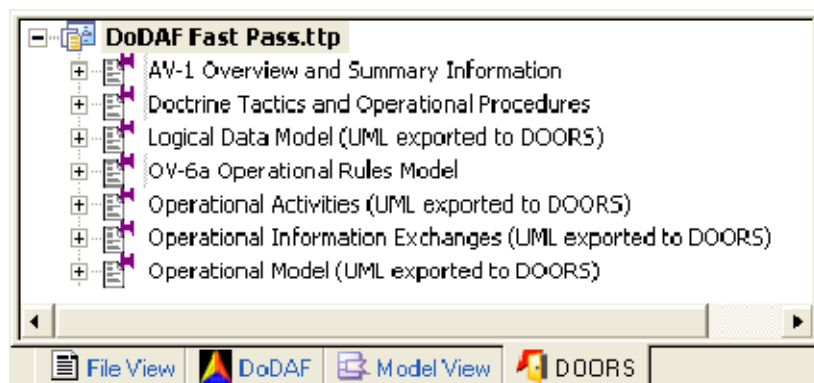 DoDAF Fast Pass.ttp
AV-1 Overview and Summary Information
Doctrine Tactics and Operational Procedures
Logical Data Model (UML exported to DOORS)
OV-6a Operational Rules Model
Operational Activities (UML exported to DOORS)
Operational Information Exchanges (UML exported to DOORS)
Operational Model (UML exported to DOORS)
File View DoDAF Model View DOORS